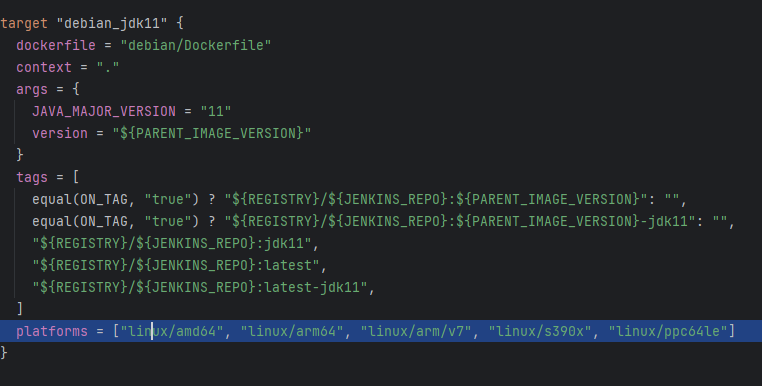 target "debian_jdk11" {
  dockerfile = "debian/Dockerfile"
  context = "."
  args = {
    JAVA_MAJOR_VERSION = "11"
    version = "${PARENT_IMAGE_VERSION}"
  }
  tags = [
    equal(ON_TAG, "true") ? "${REGISTRY}/${JENKINS_REPO}:${PARENT_IMAGE_VERSION}": "",
    equal(ON_TAG, "true") ? "${REGISTRY}/${JENKINS_REPO}:${PARENT_IMAGE_VERSION}-jdk11": "",
    "${REGISTRY}/${JENKINS_REPO}:jdk11",
    "${REGISTRY}/${JENKINS_REPO}:latest",
    "${REGISTRY}/${JENKINS_REPO}:latest-jdk11",
  ]
  platforms = ["linux/amd64", "linux/arm64", "linux/arm/v7", "linux/s390x", "linux/ppc64le"]
}